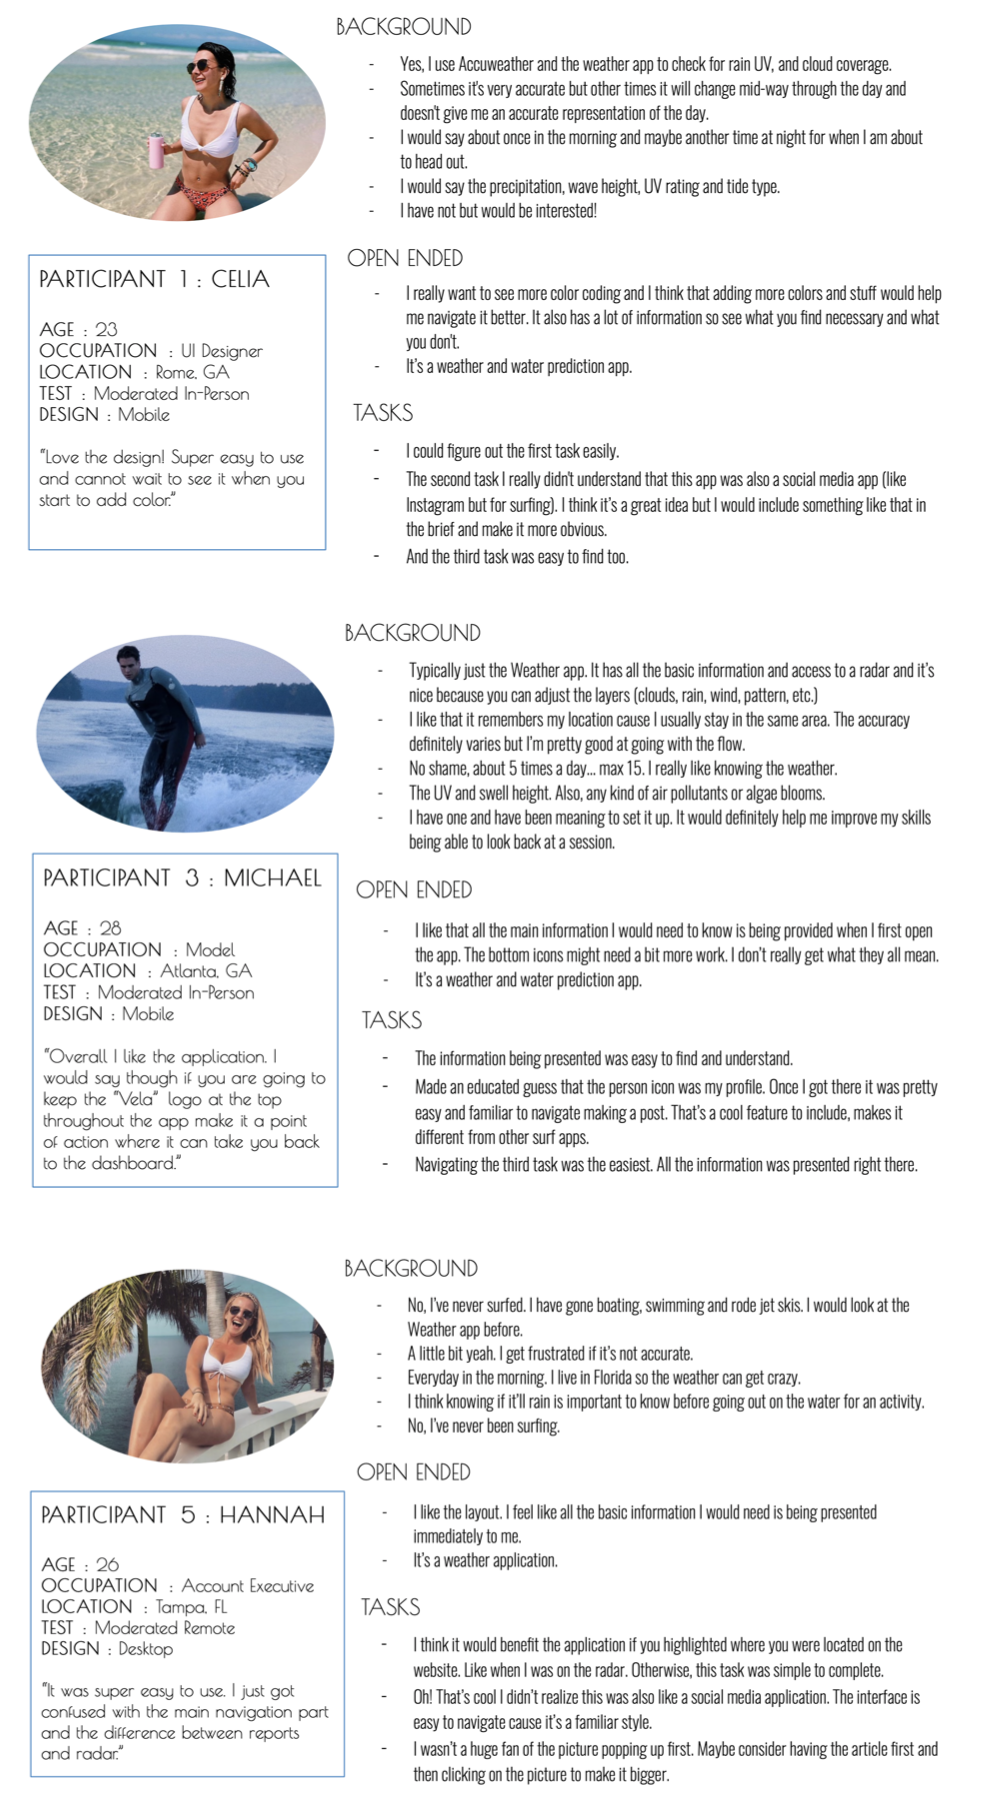 BACKGROUND
- Yes, I use Accuweather and the weather app to check for rain UV, and cloud coverage.
- Sometimes it's very accurate but other times it will change mid-way through the day and
doesn't give me an accurate representation of the day.
- I would say about once in the morning and maybe another time at night for when I am about
to head out.
- I would say the precipitation, wave height, UV rating and tide type.
- I have not but would be interested!
PARTICIPANT 1 : CELIA
AGE : 23
OCCUPATION : UI Designer
LOCATION : Rome, GA
TEST : Moderated In-Person
DESIGN : Mobile
"Love the design! Super easy to use
and cannot wait to see it when you
start to add color."
OPEN ENDED
- I really want to see more color coding and I think that adding more colors and stuff would help
me navigate it better. It also has a lot of information so see what you find necessary and what
you don't.
- It's a weather and water prediction app.
TASKS
- I could figure out the first task easily.
- The second task I really didn't understand that this app was also a social media app (like
Instagram but for surfing). I think it's a great idea but I would include something like that in
the brief and make it more obvious.
- And the third task was easy to find too.
BACKGROUND
- Typically just the Weather app. It has all the basic information and access to a radar and it's
nice because you can adjust the layers (clouds, rain, wind, pattern, etc.)
- I like that it remembers my location cause I usually stay in the same area. The accuracy
definitely varies but I'm pretty good at going with the flow.
- No shame, about 5 times a day... max 15. I really like knowing the weather.
- The UV and swell height. Also, any kind of air pollutants or algae blooms.
- I have one and have been meaning to set it up. It would definitely help me improve my skills
being able to look back at a session.
PARTICIPANT 3 : MICHAEL
AGE : 28
OCCUPATION : Model
LOCATION : Atlanta, GA
TEST : Moderated In-Person
DESIGN : Mobile
"Overall I like the application. I
would say though if you are going to
keep the "Vela" logo at the top
throughout the app make it a point
of action where it can take you back
to the dashboard."
OPEN ENDED
- I like that all the main information I would need to know is being provided when I first open
the app. The bottom icons might need a bit more work. I don't really get what they all mean.
- It's a weather and water prediction app.
TASKS
- The information being presented was easy to find and understand.
- Made an educated guess that the person icon was my profile. Once I got there it was pretty
easy and familiar to navigate making a post. That's a cool feature to include, makes it
different from other surf apps.
- Navigating the third task was the easiest. All the information was presented right there.
BACKGROUND
- No, I've never surfed. I have gone boating, swimming and rode jet skis. I would look at the
Weather app before.
- A little bit yeah. I get frustrated if it's not accurate.
- Everyday in the morning. I live in Florida so the weather can get crazy.
- I think knowing if it'll rain is important to know before going out on the water for an activity.
- No, I've never been surfing.
PARTICIPANT 5 : HANNAH
AGE : 26
OCCUPATION : Account Executive
LOCATION : Tampa, FL
TEST : Moderated Remote
DESIGN : Desktop
"It was super easy to use. I just got
confused with the main navigation part
and the difference between reports
and radar."
OPEN ENDED
- I like the layout. I feel like all the basic information I would need is being presented
immediately to me.
- It's a weather application.
TASKS
- I think it would benefit the application if you highlighted where you were located on the
website. Like when I was on the radar. Otherwise, this task was simple to complete.
- Oh! That's cool I didn't realize this was also like a social media application. The interface is
easy to navigate cause it's a familiar style.
- I wasn't a huge fan of the picture popping up first. Maybe consider having the article first and
then clicking on the picture to make it bigger.